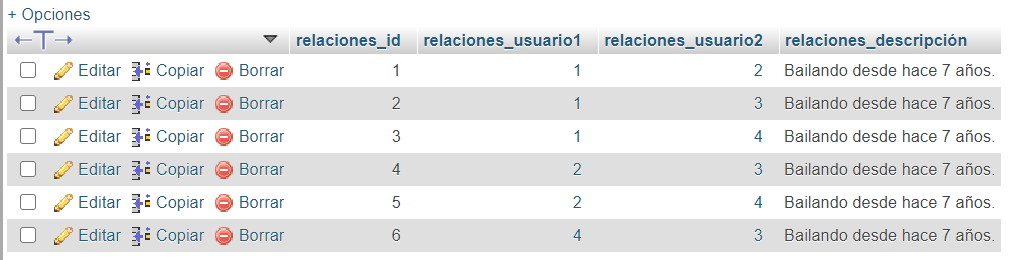 + Opciones
←T→ relaciones_id relaciones_usuario1 relaciones_usuario2 relaciones_descripción
Editar Copiar Borrar 1 1 2 Bailando desde hace 7 años.
Editar Copiar Borrar 2 1 3 Bailando desde hace 7 años.
Editar Copiar Borrar 3 1 4 Bailando desde hace 7 años.
Editar Copiar Borrar 4 2 3 Bailando desde hace 7 años.
Editar Copiar Borrar 5 2 4 Bailando desde hace 7 años.
Editar Copiar Borrar 6 4 3 Bailando desde hace 7 años.